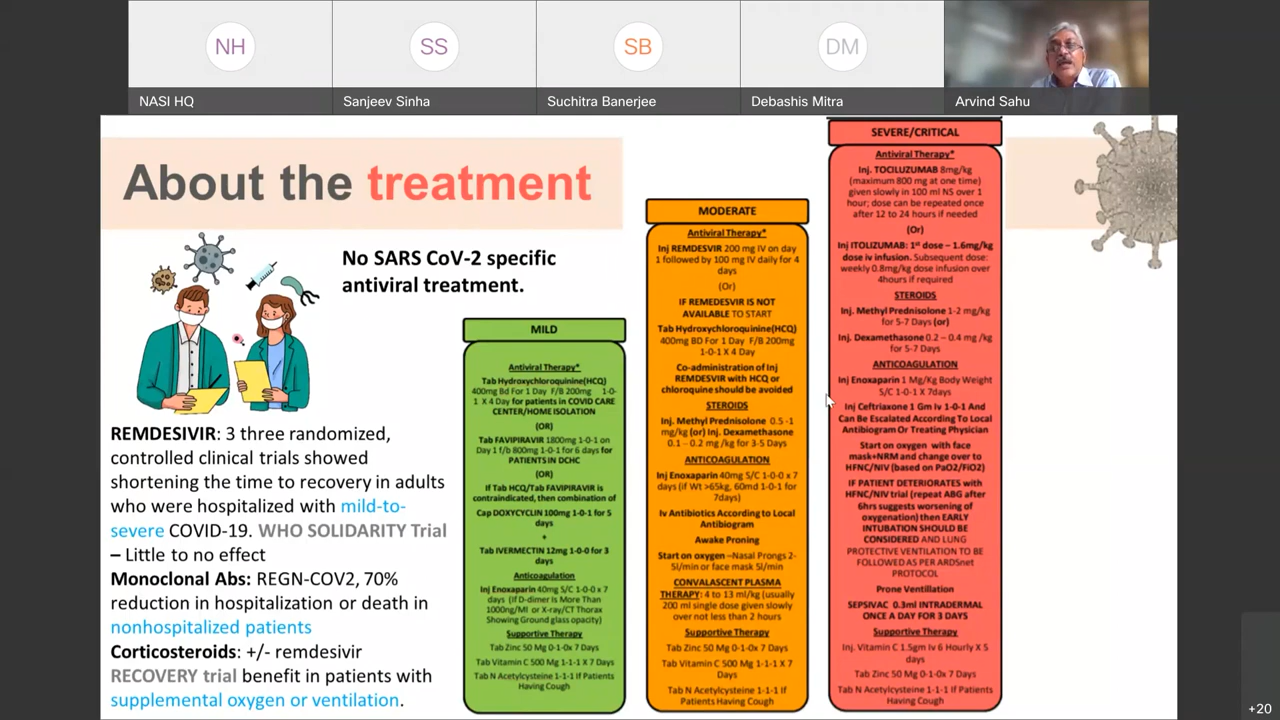 NH
SS
SB
DM
NASI HQ
Sanjeev Sinha
Suchitra Banerjee
Debashis Mitra
Arvind Sahu
About the treatment
No SARS CoV-2 specific
antiviral treatment.
REMDESIVIR: 3 three randomized,
controlled clinical trials showed
shortening the time to recovery in adults
who were hospitalized with mild-to-
severe COVID-19. WHO SOLIDARITY Trial
– Little to no effect
Monoclonal Abs: REGN-COV2, 70%
reduction in hospitalization or death in
nonhospitalized patients
Corticosteroids: +/- remdesivir
RECOVERY trial benefit in patients with
supplemental oxygen or ventilation.
MILD
Antiviral Therapy*
Tab Hydroxychloroquinine(HCQ)
400mg Bd For 1 Day F/B 200mg 1-0-
1 X 4 Day for patients in COVID CARE
CENTER/HOME ISOLATION
(OR)
Tab FAVIPIRAVIR 1800mg 1-0-1 on
Day 1 f/b 800mg 1-0-1 for 6 days for
PATIENTS IN DCHC
(OR)
If Tab HCQ/Tab FAVIPIRAVIR is
contraindicated, then combination of
Cap DOXYCYCLIN 100mg 1-0-1 for 5
days
+
Tab IVERMECTIN 12mg 1-0-0 for 3
days
Anticoagulation
Inj Enoxaparin 40mg S/C 1-0-0 x 7
days (if D-dimer is More Than
1000ng/Ml or X-ray/CT Thorax
Showing Ground glass opacity)
Supportive Therapy
Tab Zinc 50 Mg 0-1-0x 7 Days
Tab Vitamin C 500 Mg 1-1-1 X 7 Days
Tab N Acetylcysteine 1-1-1 If Patients
Having Cough
MODERATE
Antiviral Therapy*
Inj REMDESVIR 200 mg IV on day
1 followed by 100 mg IV daily for 4
days
(Or)
IF REMEDESVIR IS NOT
AVAILABLE TO START
Tab Hydroxychloroquinine(HCQ)
400mg BD For 1 Day F/B 200mg
1-0-1 X 4 Day
Co-administration of Inj
REMDESVIR with HCQ or
chloroquine should be avoided
STEROIDS
Inj. Methyl Prednisolone 0.5 -1
mg/kg (or) Inj. Dexamethasone
0.1 – 0.2 mg /kg for 3-5 Days
ANTICOAGULATION
Inj Enoxaparin 40mg S/C 1-0-0 x 7
days (if Wt >65kg, 60md 1-0-1 for
7days)
Iv Antibiotics According to Local
Antibiogram
Awake Proning
Start on oxygen –Nasal Prongs 2-
5l/min or face mask 5l/min
CONVALASCENT PLASMA
THERAPY: 4 to 13 ml/kg (usually
200 ml single dose given slowly
over not less than 2 hours
Supportive Therapy
Tab Zinc 50 Mg 0-1-0x 7 Days
Tab Vitamin C 500 Mg 1-1-1 X 7
Days
Tab N Acetylcysteine 1-1-1 If
Patients Having Cough
SEVERE/CRITICAL
Antiviral Therapy*
Inj. TOCILUZUMAB 8mg/kg
(maximum 800 mg at one time)
given slowly in 100 ml NS over 1
hour; dose can be repeated once
after 12 to 24 hours if needed
(Or)
Inj ITOLIZUMAB: 1st dose – 1.6mg/kg
dose iv infusion. Subsequent dose:
weekly 0.8mg/kg dose infusion over
4hours if required
STEROIDS
Inj. Methyl Prednisolone 1-2 mg/kg
for 5-7 Days (or)
Inj. Dexamethasone 0.2 – 0.4 mg /kg
for 5-7 Days
ANTICOAGULATION
Inj Enoxaparin 1 Mg/Kg Body Weight
S/C 1-0-1 X 7days
Inj Ceftriaxone 1 Gm Iv 1-0-1 And
Can Be Escalated According To Local
Antibiogram Or Treating Physician
Start on oxygen with face
mask+NRM and change over to
HFNC/NIV (based on PaO2/FiO2)
IF PATIENT DETERIORATES with
HFNC/NIV trial (repeat ABG after
6hrs suggests worsening of
oxygenation) then EARLY
INTUBATION SHOULD BE
CONSIDERED AND LUNG
PROTECTIVE VENTILATION TO BE
FOLLOWED AS PER ARDSnet
PROTOCOL
Prone Ventillation
SEPSIVAC 0.3ml INTRADERMAL
ONCE A DAY FOR 3 DAYS
Supportive Therapy
Inj. Vitamin C 1.5gm Iv 6 Hourly X 5
days
Tab Zinc 50 Mg 0-1-0x 7 Days
Tab N Acetylcysteine 1-1-1 If Patients
Having Cough
+20